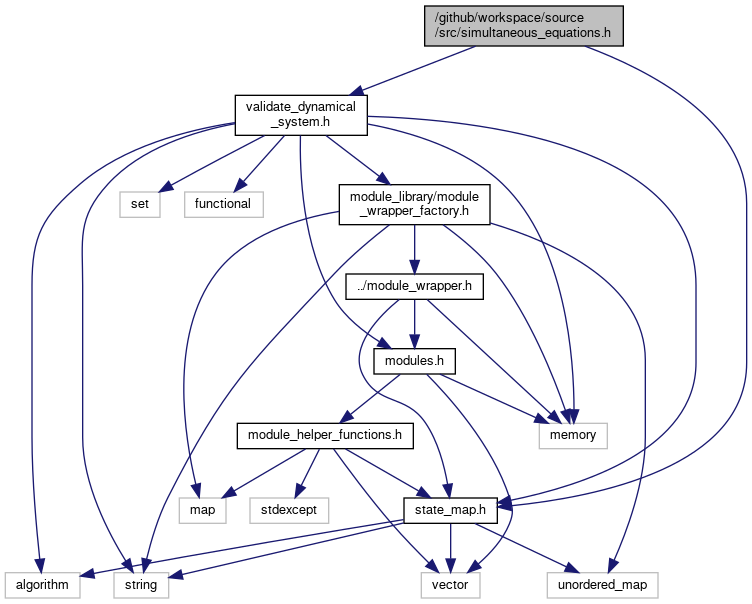 /github/workspace/source
/src/simultaneous_equations.h
validate_dynamical
_system.h
set
functional
module_library/module
_wrapper_factory.h
../module_wrapper.h
modules.h
module_helper_functions.h
memory
map
stdexcept
state_map.h
algorithm
string
vector
unordered_map